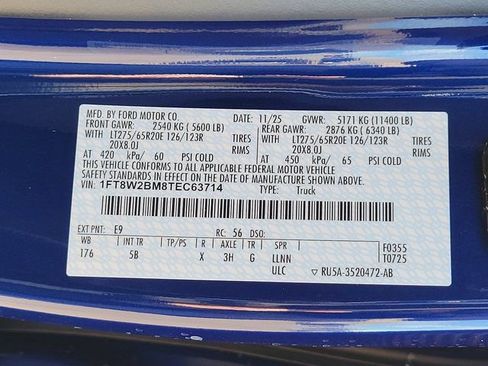 MFD. BY FORD MOTOR CO. DATE: 11/25 GVWR: 5171 KG (11400 LB)
FRONT GAWR: 2540 KG ( 5600 LB) REAR GAWR: 2876 KG ( 6340 LB)
WITH LT275/65R20E 126/123R TIRES WITH LT275/65R20E 126/123R TIRES
20X8.0J RIMS 20X8.0J RIMS
AT 420 kPa/ 60 PSI COLD AT 450 kPa/ 65 PSI COLD
THIS VEHICLE CONFORMS TO ALL APPLICABLE FEDERAL MOTOR VEHICLE
SAFETY STANDARDS IN EFFECT ON THE DATE OF MANUFACTURE SHOWN ABOVE.
VIN: 1FT8W2BM8TEC63714 TYPE: Truck
EXT PNT: E9 RC: 56 DSO:
WB INT TR TP/PS R AXLE TR SPR F0355
176 5B X 3H G LLNN T0725
ULC ▽ RU5A-3520472-AB